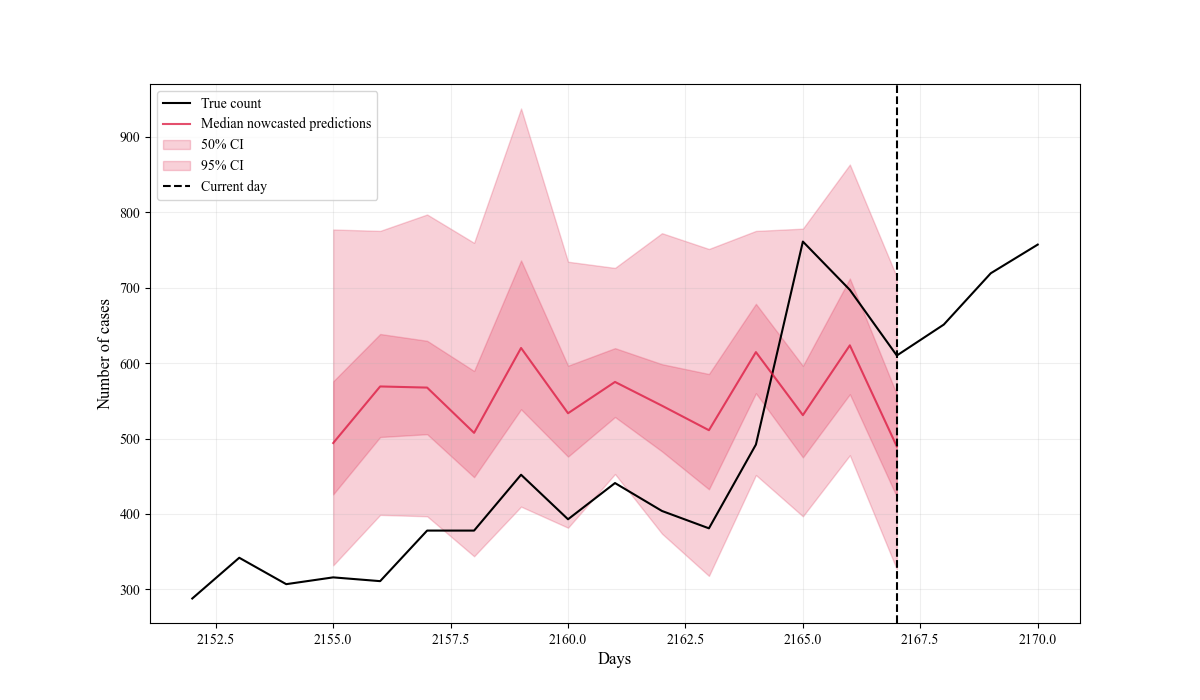 True count
Median nowcasted predictions
50% CI
95% CI
Current day
Number of cases
900
800
700
600
500
400
300
2152.5 2155.0 2157.5 2160.0 2162.5 2165.0 2167.5 2170.0
Days